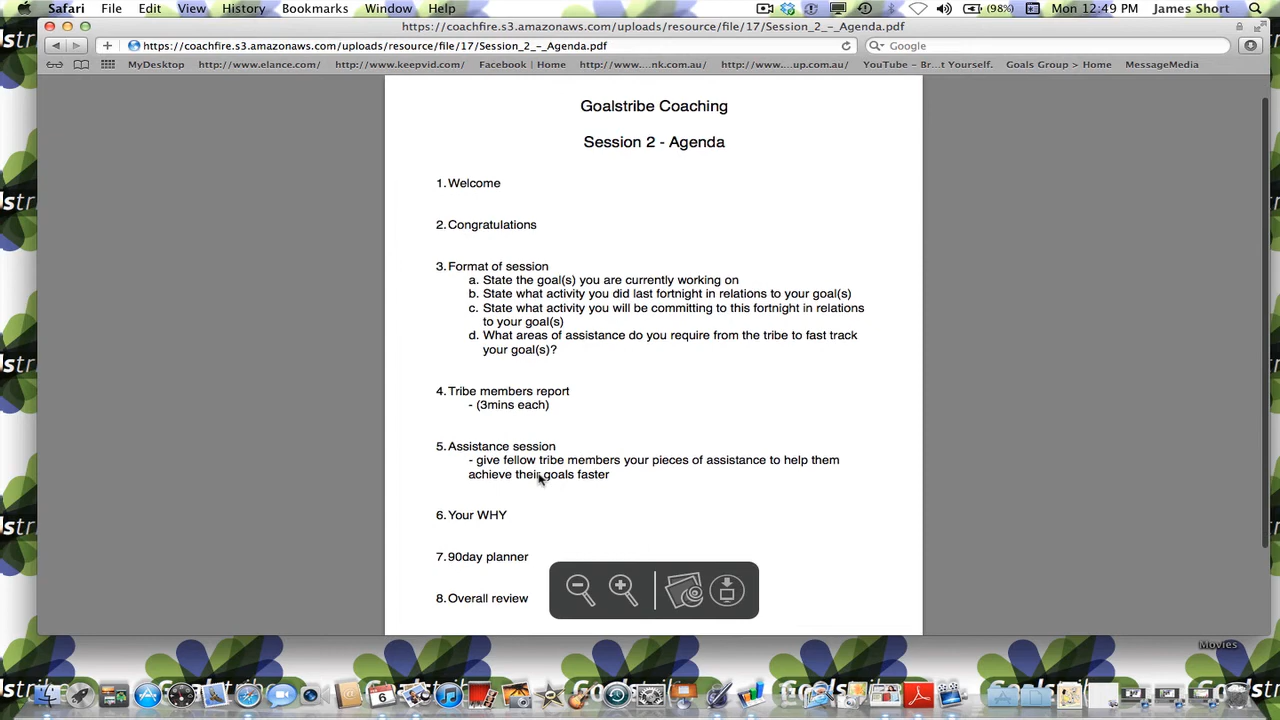 Safari File Edit View History Bookmarks Window Help (98%) Mon 12:49 PM James Short
https://coachfire.s3.amazonaws.com/uploads/resource/file/17/Session_2_-_Agenda.pdf
https://coachfire.s3.amazonaws.com/uploads/resource/file/17/Session_2_-_Agenda.pdf Google
MyDesktop http://www.elance.com/ http://www.keepvid.com/ Facebook | Home http://www....nk.com.au/ http://www....up.com.au/ YouTube – Br...t Yourself. Goals Group > Home MessageMedia
Goalstribe Coaching
Session 2 - Agenda
1. Welcome
2. Congratulations
3. Format of session
a. State the goal(s) you are currently working on
b. State what activity you did last fortnight in relations to your goal(s)
c. State what activity you will be committing to this fortnight in relations
to your goal(s)
d. What areas of assistance do you require from the tribe to fast track
your goal(s)?
4. Tribe members report
- (3mins each)
5. Assistance session
- give fellow tribe members your pieces of assistance to help them
achieve their goals faster
6. Your WHY
7. 90day planner
8. Overall review
Movies